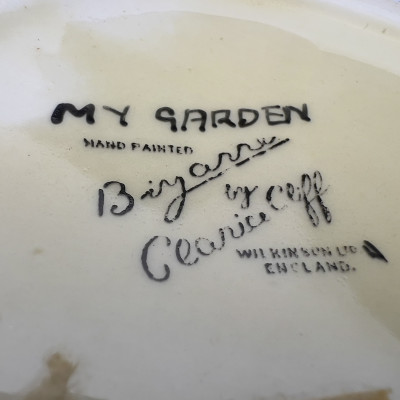 MY GARDEN
HAND PAINTED
Bizarre
by
Clarice Cliff
WILKINSON LTD
ENGLAND.